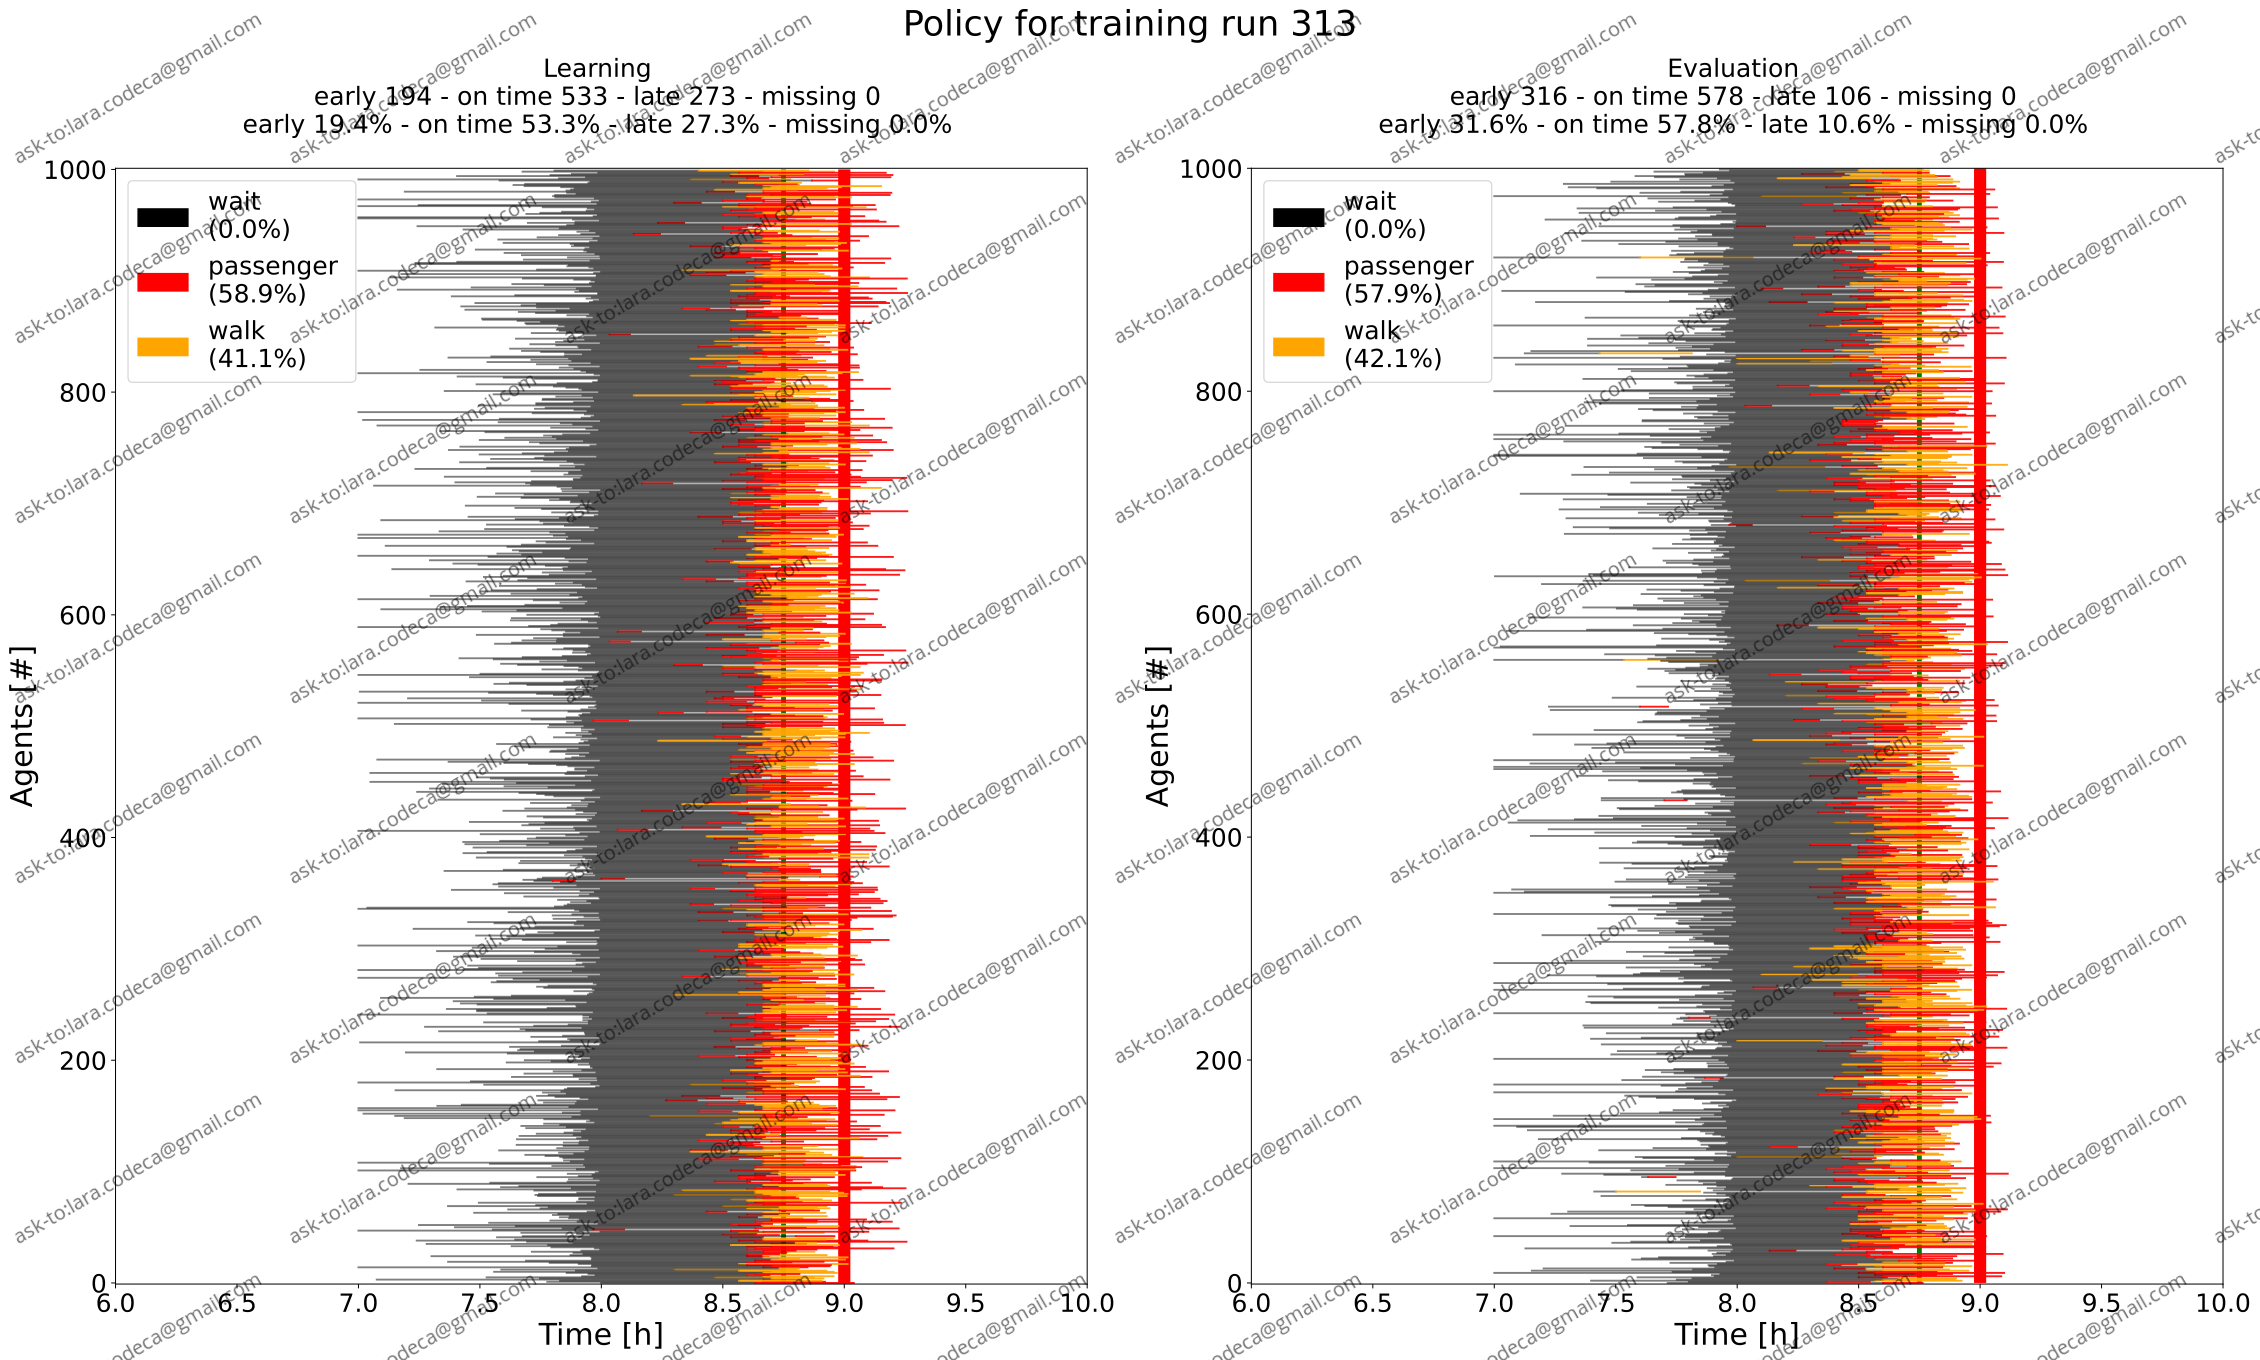 Policy for training run 313
Learning
early 194 - on time 533 - late 273 - missing 0
early 19.4% - on time 53.3% - late 27.3% - missing 0.0%
Evaluation
early 316 - on time 578 - late 106 - missing 0
early 31.6% - on time 57.8% - late 10.6% - missing 0.0%
wait
(0.0%)
passenger
(58.9%)
walk
(41.1%)
wait
(0.0%)
passenger
(57.9%)
walk
(42.1%)
1000
800
600
400
200
0
Agents [#]
6.0 6.5 7.0 7.5 8.0 8.5 9.0 9.5 10.0
Time [h]
1000
800
600
400
200
0
Agents [#]
6.0 6.5 7.0 7.5 8.0 8.5 9.0 9.5 10.0
Time [h]
ask-to:lara.codeca@gmail.com